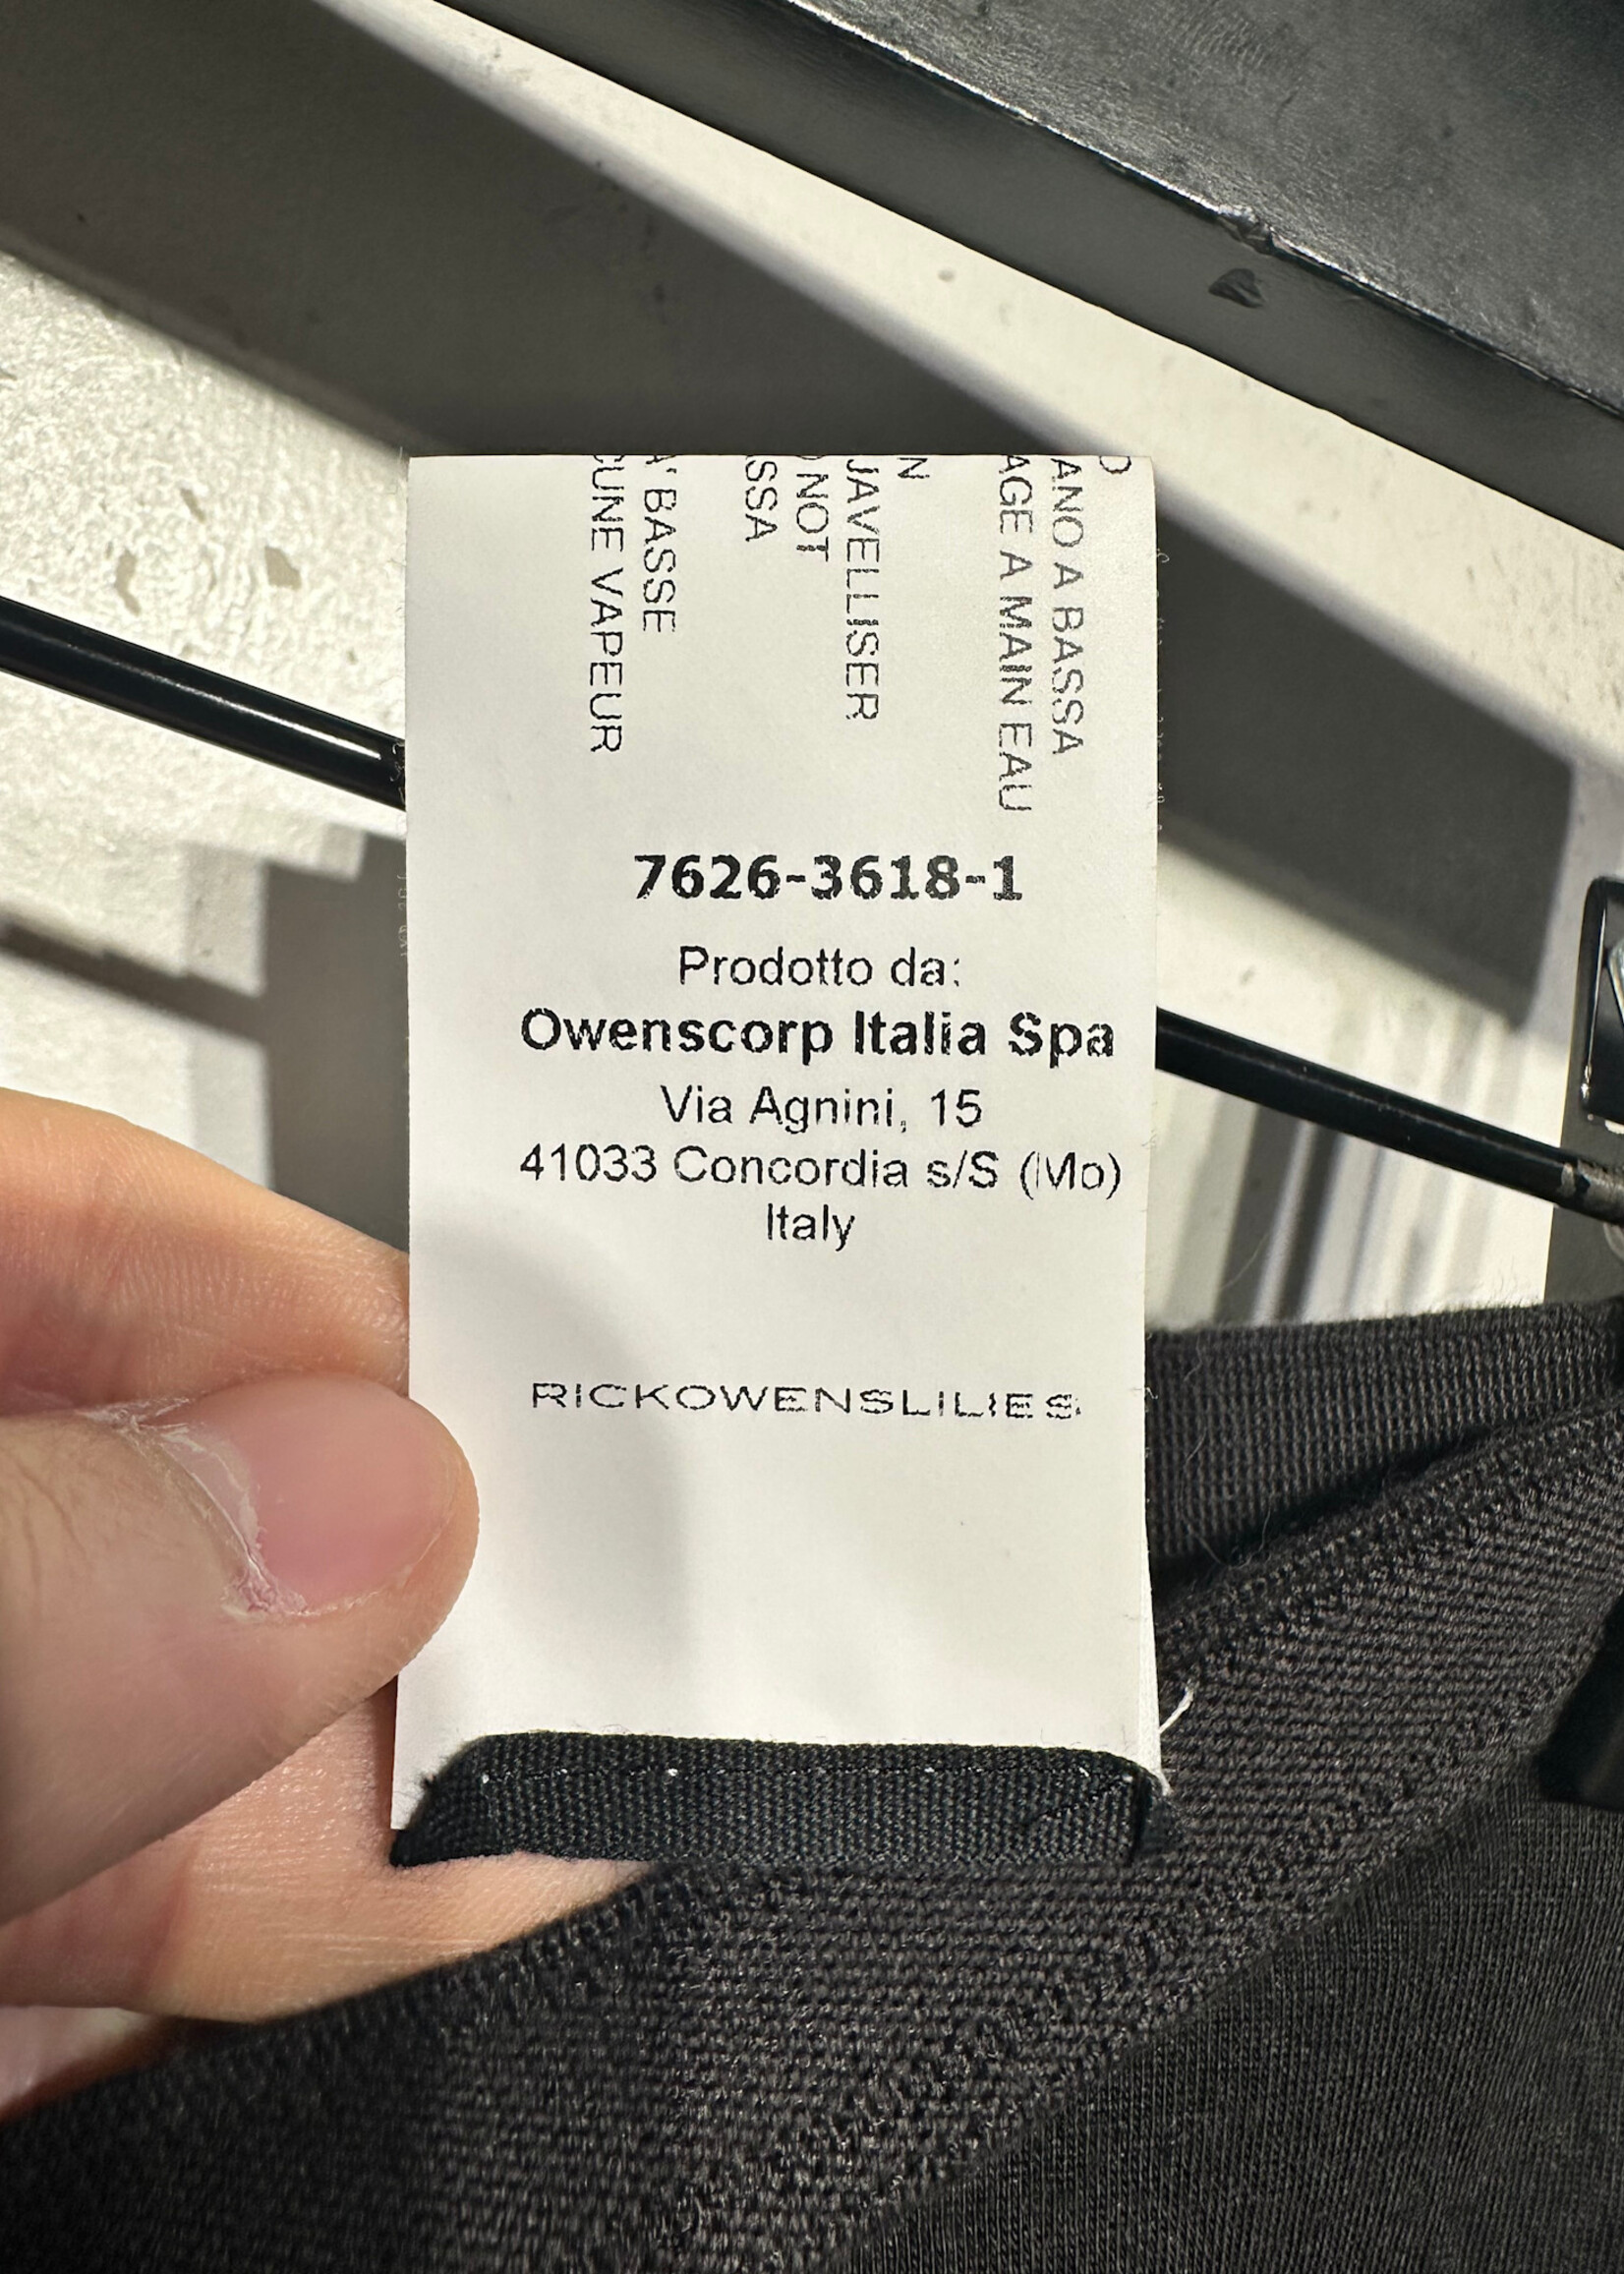 ANO A BASSA
AGE A MAIN EAU
N
JAVELLISER
NOT
SSA
A' BASSE
CUNE VAPEUR
7626-3618-1
Prodotto da:
Owenscorp Italia Spa
Via Agnini, 15
41033 Concordia s/S (Mo)
Italy
RICKOWENSLILIES